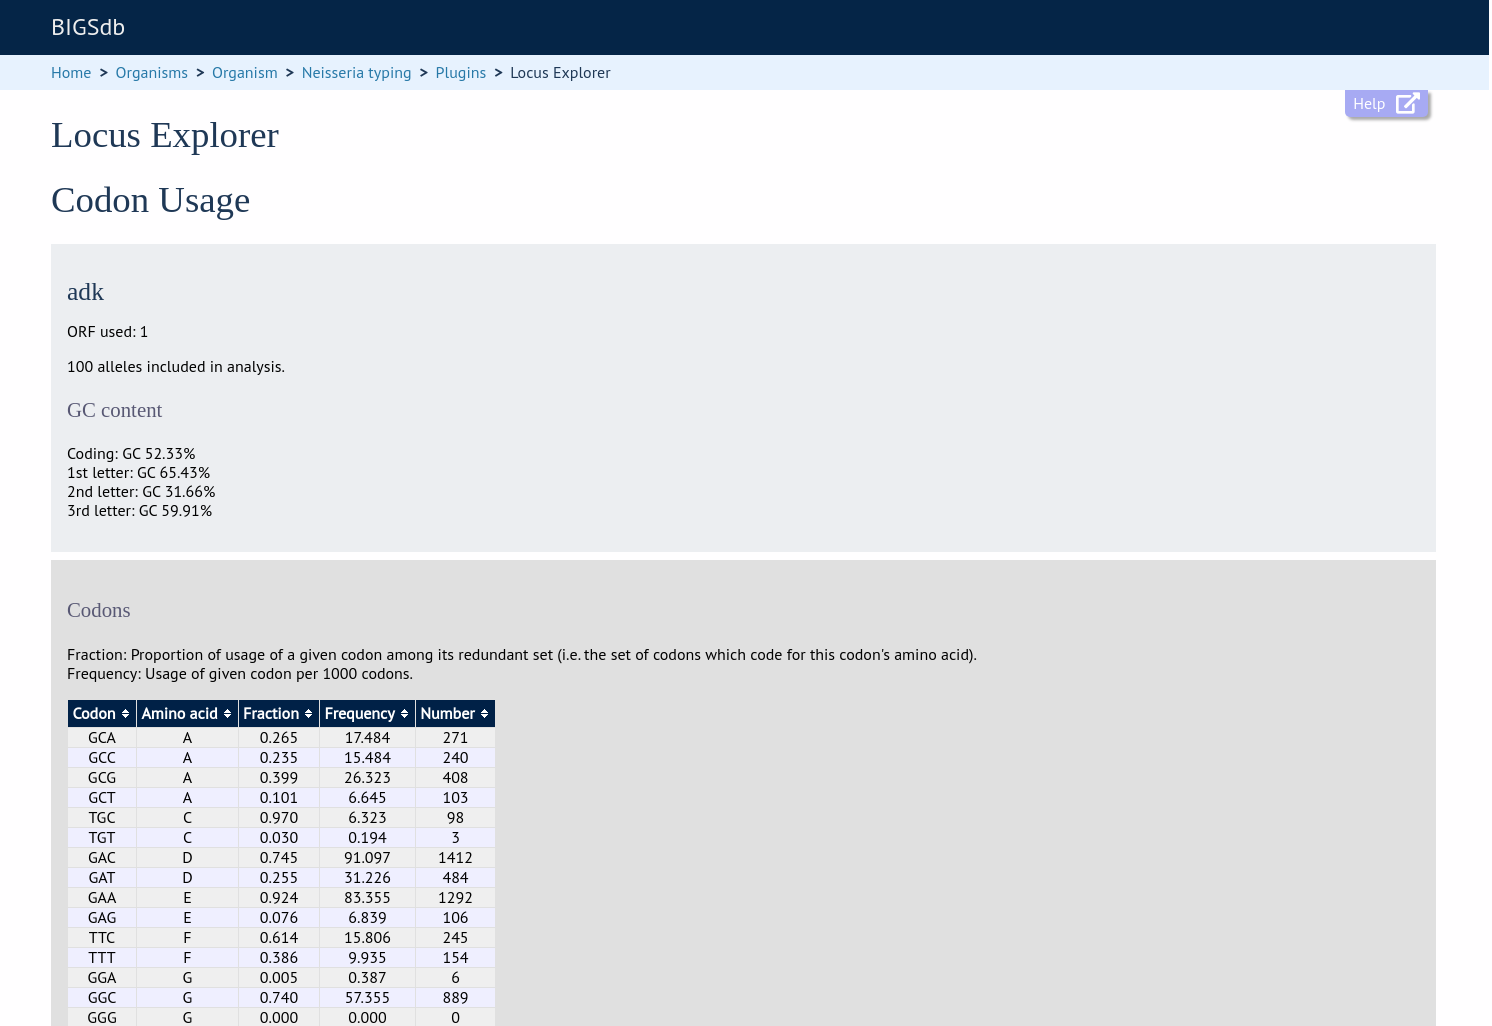 BIGSdb
Home > Organisms > Organism > Neisseria typing > Plugins > Locus Explorer
Help
Locus Explorer
Codon Usage
adk
ORF used: 1
100 alleles included in analysis.
GC content
Coding: GC 52.33%
1st letter: GC 65.43%
2nd letter: GC 31.66%
3rd letter: GC 59.91%
Codons
Fraction: Proportion of usage of a given codon among its redundant set (i.e. the set of codons which code for this codon's amino acid).
Frequency: Usage of given codon per 1000 codons.
Codon Amino acid Fraction Frequency Number
GCA A 0.265 17.484 271
GCC A 0.235 15.484 240
GCG A 0.399 26.323 408
GCT A 0.101 6.645 103
TGC C 0.970 6.323 98
TGT C 0.030 0.194 3
GAC D 0.745 91.097 1412
GAT D 0.255 31.226 484
GAA E 0.924 83.355 1292
GAG E 0.076 6.839 106
TTC F 0.614 15.806 245
TTT F 0.386 9.935 154
GGA G 0.005 0.387 6
GGC G 0.740 57.355 889
GGG G 0.000 0.000 0